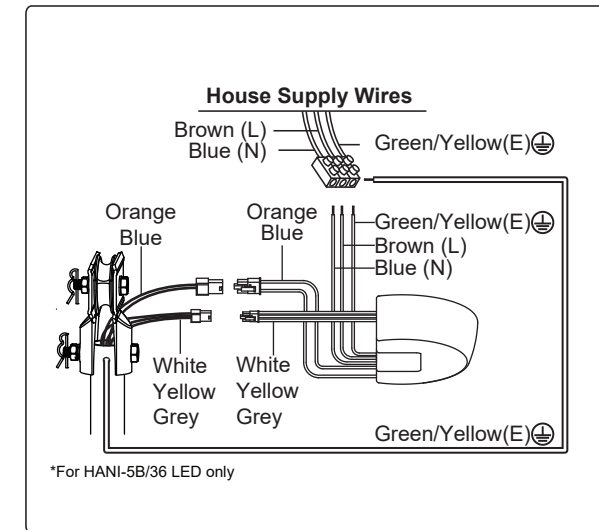 House Supply Wires
Brown (L)
Blue (N)
Green/Yellow(E)
Orange
Blue
Orange
Blue
Green/Yellow(E)
Brown (L)
Blue (N)
White
Yellow
Grey
White
Yellow
Grey
Green/Yellow(E)
*For HANI-5B/36 LED only